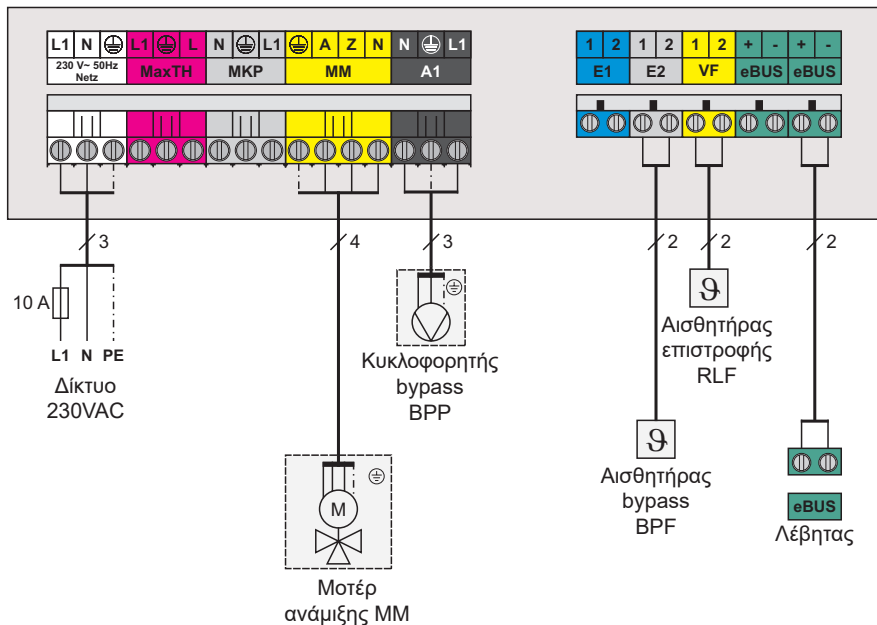 L1 N L1 L N L1 A Z N N L1 1 2 1 2 1 2 + - + -
230 V~ 50Hz
Netz MaxTH MKP MM A1 E1 E2 VF eBUS eBUS
3 4 3 2 2 2
10 A
L1 N PE
Δίκτυο
230VAC
Κυκλοφορητής
bypass
BPP
ϑ
Αισθητήρας
επιστροφής
RLF
ϑ
Αισθητήρας
bypass
BPF
eBUS
Λέβητας
M
Μοτέρ
ανάμιξης MM